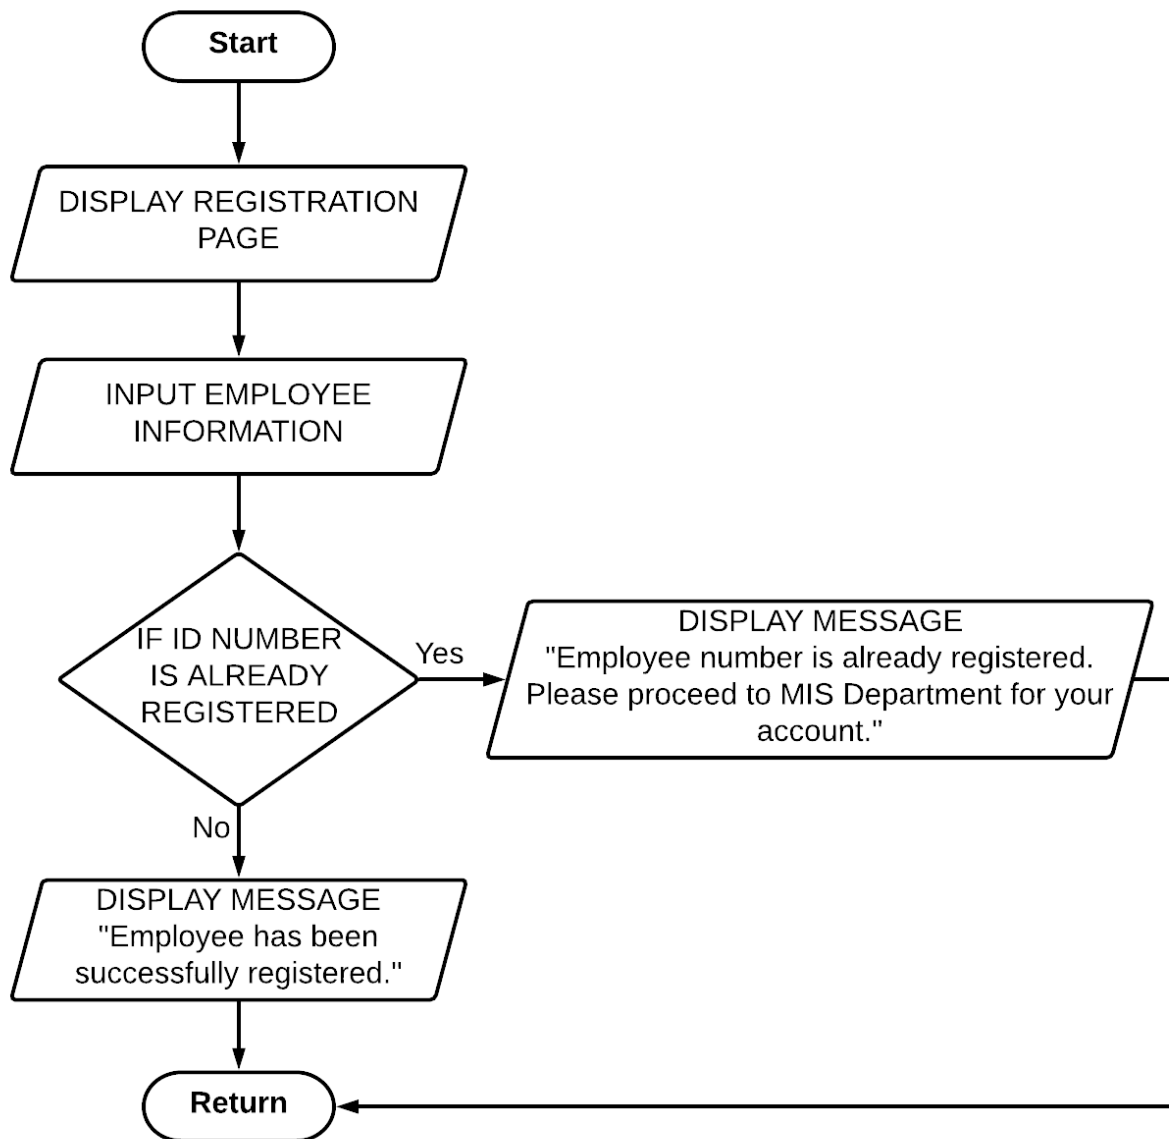 Start
DISPLAY REGISTRATION
PAGE
INPUT EMPLOYEE
INFORMATION
IF ID NUMBER
IS ALREADY
REGISTERED
Yes
DISPLAY MESSAGE
"Employee number is already registered.
Please proceed to MIS Department for your
account."
No
DISPLAY MESSAGE
"Employee has been
successfully registered."
Return